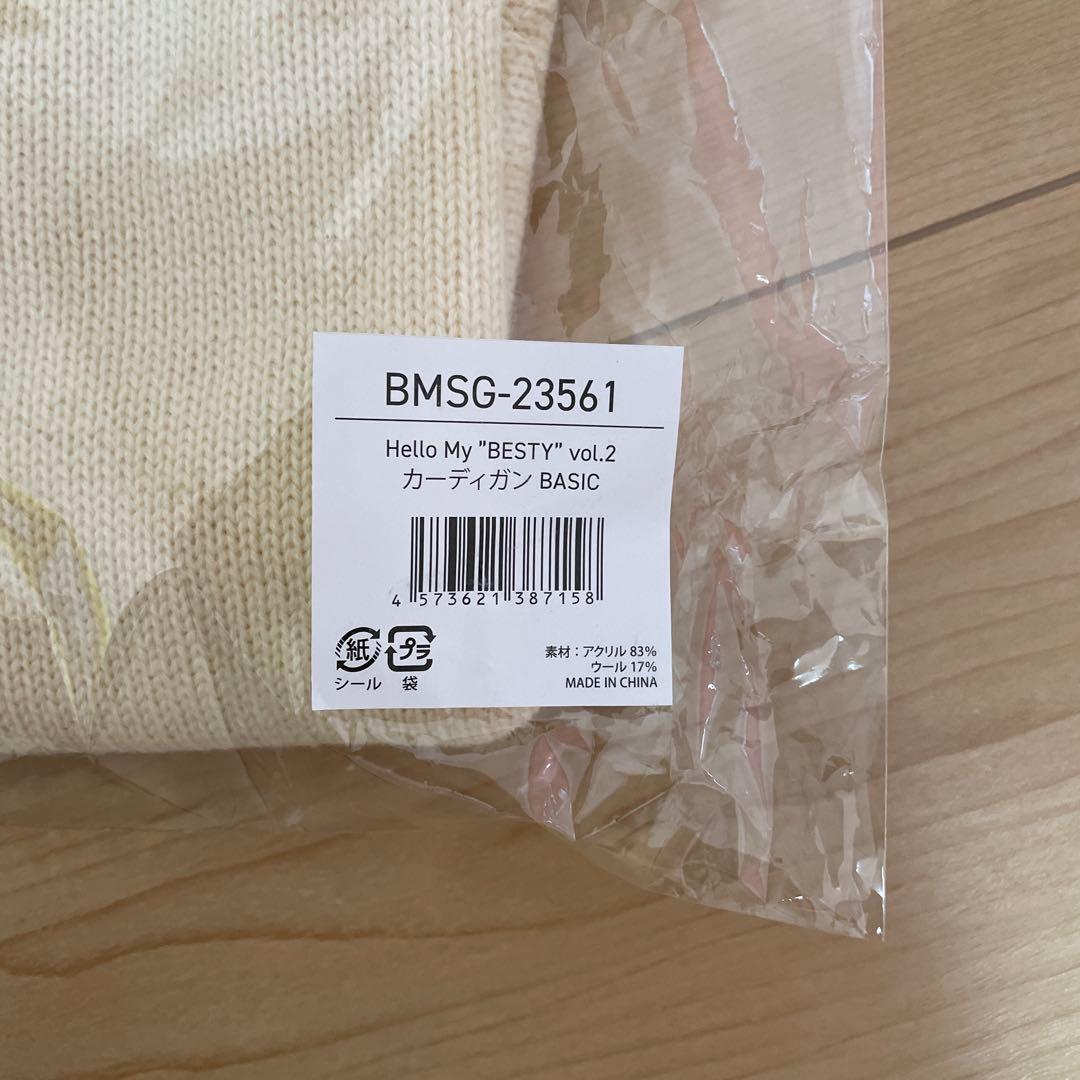 BMSG-23561
Hello My ”BESTY” vol.2
カーディガン BASIC
4 573621 387158
紙 プラ
シール 袋
素材：アクリル 83%
ウール 17%
MADE IN CHINA